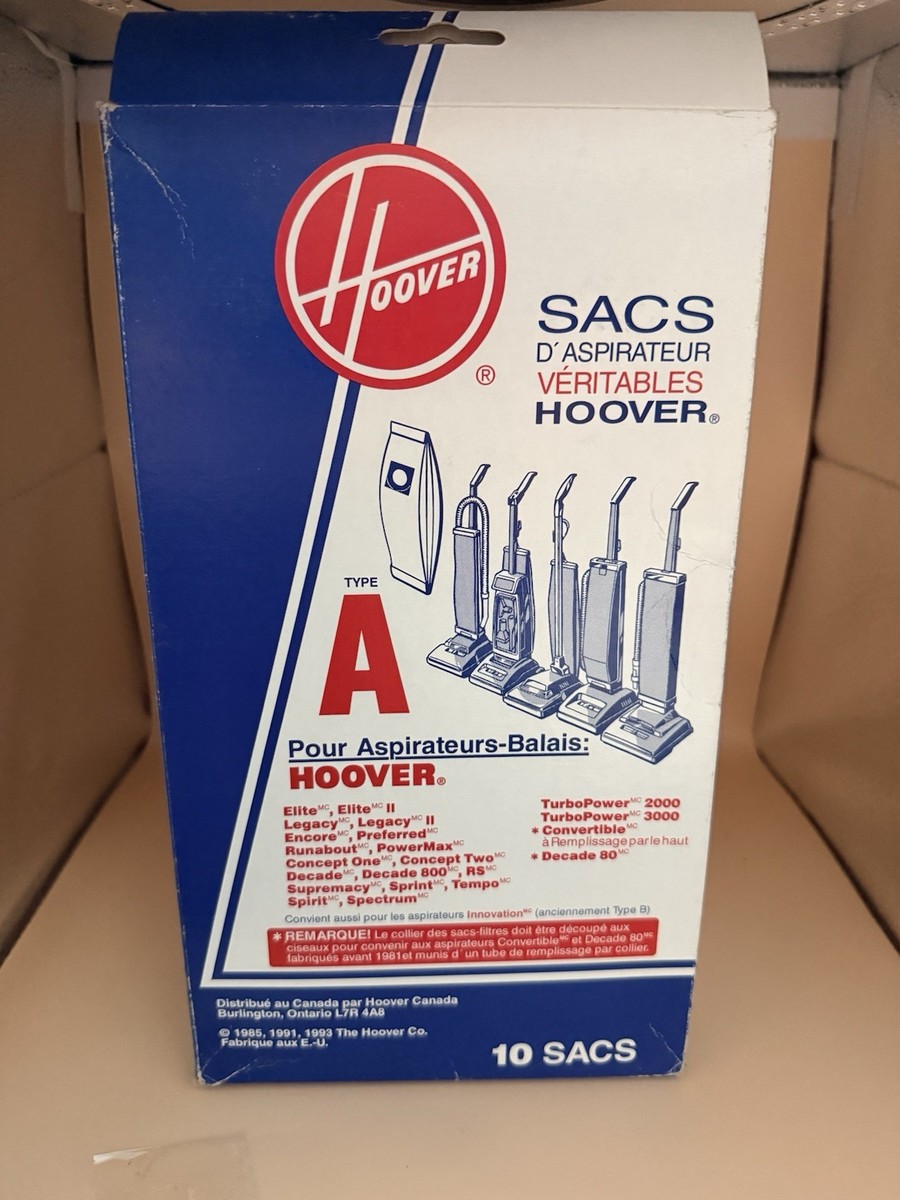 HOOVER
®
SACS
D´ASPIRATEUR
VÉRITABLES
HOOVER®
TYPE
A
Pour Aspirateurs-Balais:
HOOVER®
Elite MC, Elite MC II
Legacy MC, Legacy MC II
Encore MC, Preferred MC
Runabout MC, PowerMax MC
Concept One MC, Concept Two MC
Decade MC, Decade 800 MC, RS MC
Supremacy MC, Sprint MC, Tempo MC
Spirit MC, Spectrum MC
TurboPower MC 2000
TurboPower MC 3000
* Convertible MC
à Remplissage par le haut
* Decade 80 MC
Convient aussi pour les aspirateurs Innovation MC (anciennement Type B)
* REMARQUE! Le collier des sacs-filtres doit être découpé aux
ciseaux pour convenir aux aspirateurs Convertible MC et Decade 80 MC
fabriqués avant 1981et munis d´un tube de remplissage par collier.
Distribué au Canada par Hoover Canada
Burlington, Ontario L7R 4A8
© 1985, 1991, 1993 The Hoover Co.
Fabrique aux E.-U.
10 SACS